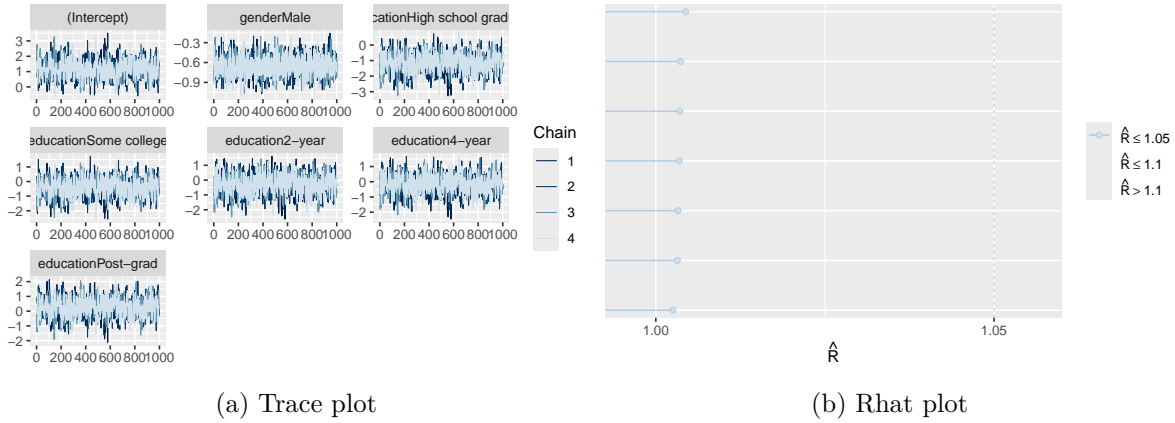 (Intercept)
genderMale
cationHigh school gradu
3
2
1
0
−0.3
−0.6
−0.9
0
−1
−2
−3
0 200 400 600 8001000
0 200 400 600 8001000
0 200 400 600 8001000
educationSome college
education2−year
education4−year
1
0
−1
−2
1
0
−1
−2
1
0
−1
−2
0 200 400 600 8001000
0 200 400 600 8001000
0 200 400 600 8001000
educationPost−grad
2
1
0
−1
−2
0 200 400 600 8001000
Chain
1
2
3
4
(a) Trace plot
1.00 1.05
R̂
R̂ ≤ 1.05
R̂ ≤ 1.1
R̂ > 1.1
(b) Rhat plot